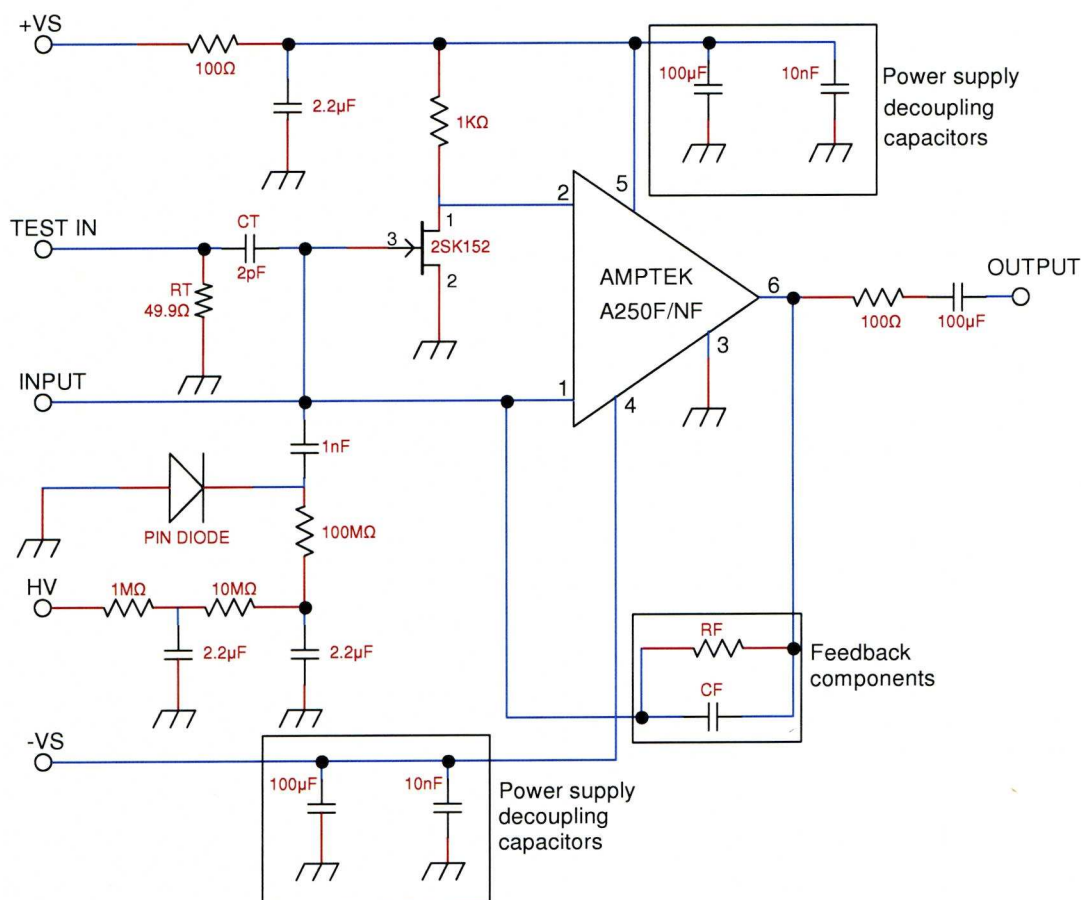 +VS
100Ω
2.2µF
1KΩ
100µF
10nF
Power supply
decoupling
capacitors
TEST IN
CT
2pF
RT
49.9Ω
3
1
2SK152
2
2
5
AMPTEK
A250F/NF
6
3
1
4
OUTPUT
100Ω
100µF
INPUT
1nF
PIN DIODE
100MΩ
HV
1MΩ
10MΩ
2.2µF
2.2µF
RF
CF
Feedback
components
-VS
100µF
10nF
Power supply
decoupling
capacitors